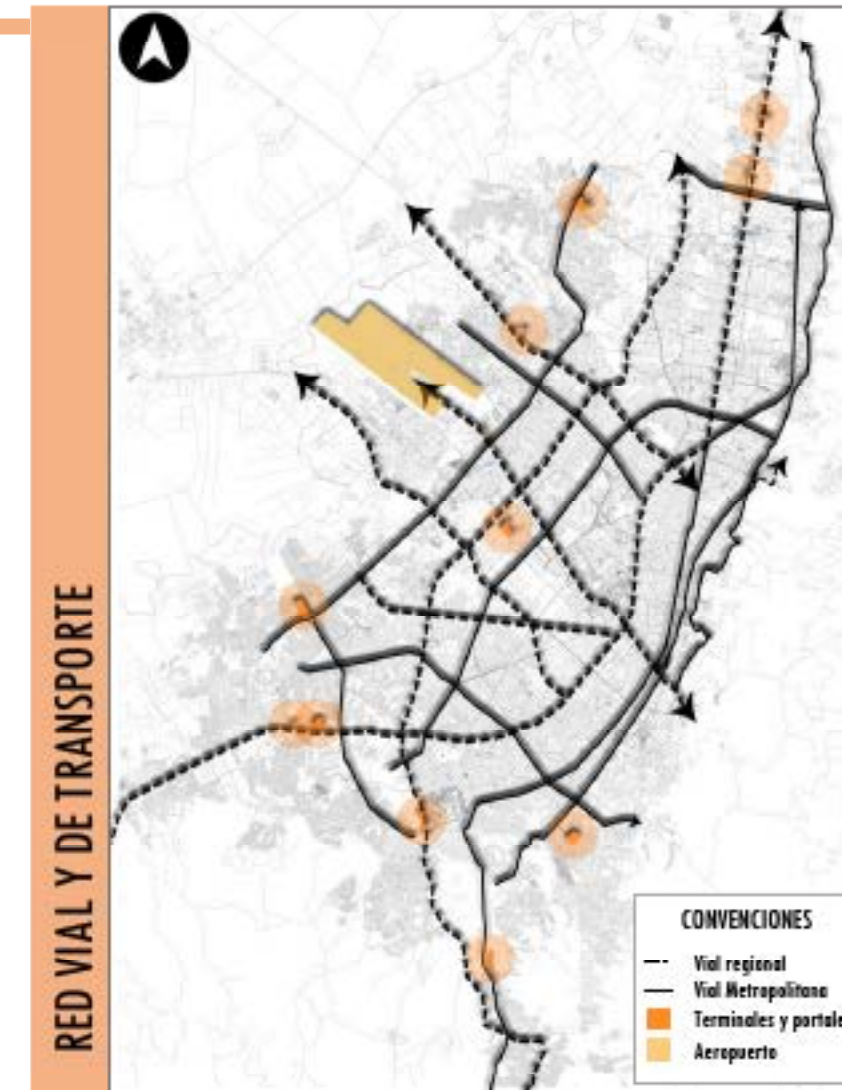 RED VIAL Y DE TRANSPORTE
CONVENCIONES
Vial regional
Vial Metropolitana
Terminales y portale
Aeropuerto